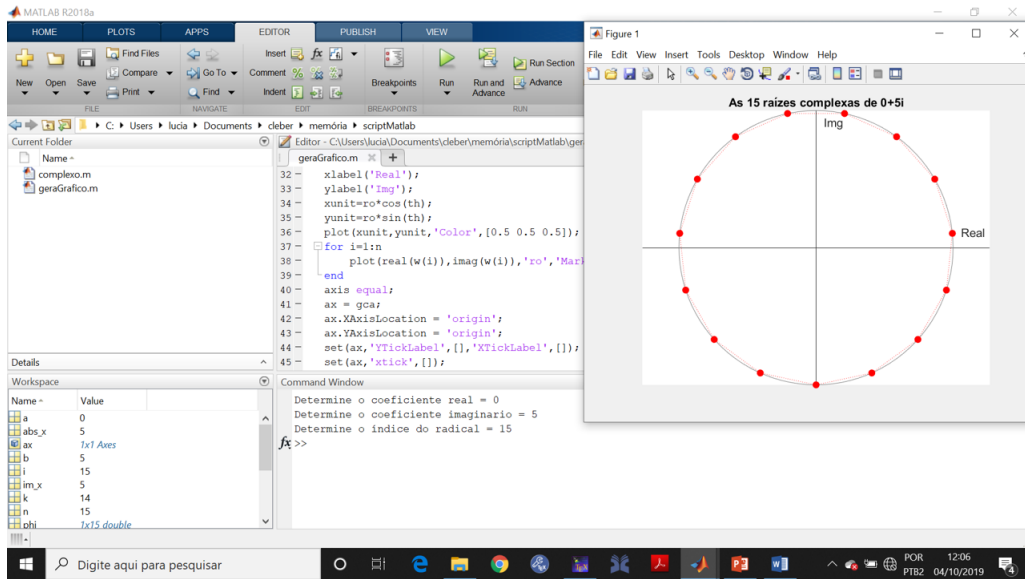 MATLAB R2018a
HOME PLOTS APPS EDITOR PUBLISH VIEW
New Open Save
Find Files
Compare
Print
FILE
Go To
Find
NAVIGATE
Insert fx
Comment
Indent
EDIT
Breakpoints
BREAKPOINTS
Run
Run and Advance
Run Section
Advance
RUN
C: Users lucia Documents cleber memória scriptMatlab
Current Folder
Name
complexo.m
geraGrafico.m
Details
Workspace
Name Value
a 0
abs_x 5
ax 1x1 Axes
b 5
i 15
im_x 5
k 14
n 15
phi 1x15 double
Editor - C:\Users\lucia\Documents\cleber\memória\scriptMatlab\ger
geraGrafico.m
32 - xlabel('Real');
33 - ylabel('Img');
34 - xunit=ro*cos(th);
35 - yunit=ro*sin(th);
36 - plot(xunit,yunit,'Color',[0.5 0.5 0.5]);
37 - for i=1:n
38 - plot(real(w(i)),imag(w(i)),'ro','Mar
39 - end
40 - axis equal;
41 - ax = gca;
42 - ax.XAxisLocation = 'origin';
43 - ax.YAxisLocation = 'origin';
44 - set(ax,'YTickLabel',[],'XTickLabel',[]);
45 - set(ax,'xtick',[]);
Command Window
Determine o coeficiente real = 0
Determine o coeficiente imaginario = 5
Determine o indice do radical = 15
fx >>
Figure 1
File Edit View Insert Tools Desktop Window Help
As 15 raizes complexas de 0+5i
Img
Real
Digite aqui para pesquisar
POR
PTB2
12:06
04/10/2019
4